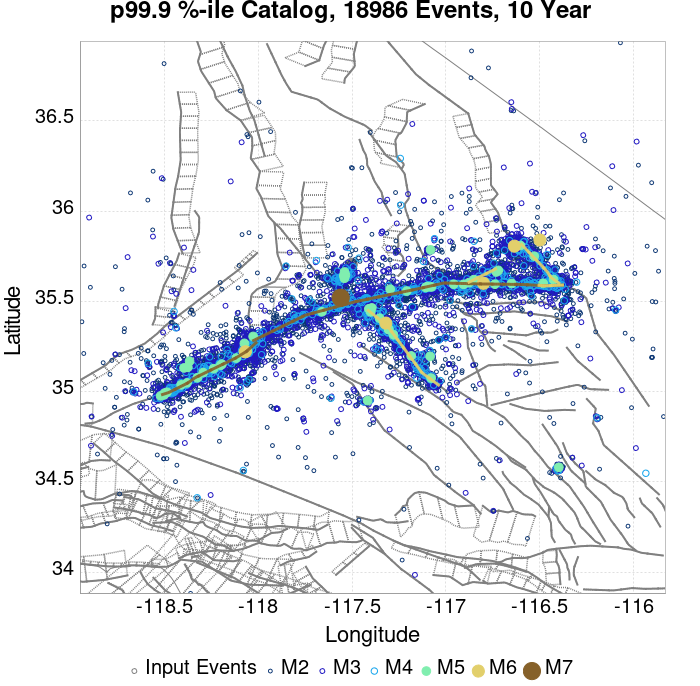 p99.9 %-ile Catalog, 18986 Events, 10 Year
36.5
36
35.5
35
34.5
34
Latitude
-118.5 -118 -117.5 -117 -116.5 -116
Longitude
Input Events M2 M3 M4 M5 M6 M7